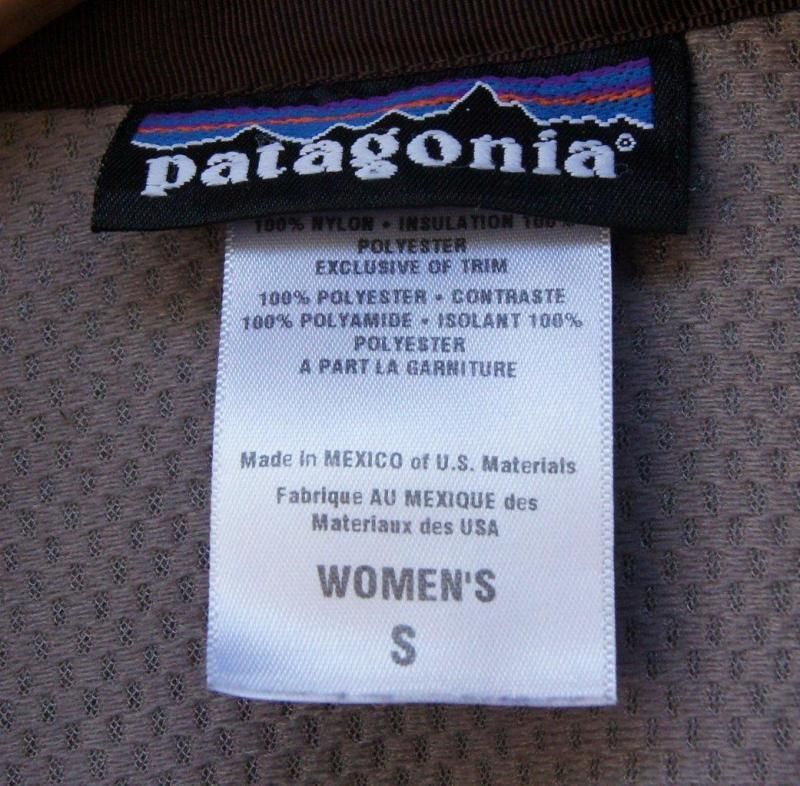 patagonia®
100% NYLON • INSULATION 100%
POLYESTER
EXCLUSIVE OF TRIM
100% POLYESTER • CONTRASTE
100% POLYAMIDE • ISOLANT 100%
POLYESTER
A PART LA GARNITURE
Made in MEXICO of U.S. Materials
Fabrique AU MEXIQUE des
Materiaux des USA
WOMEN'S
S